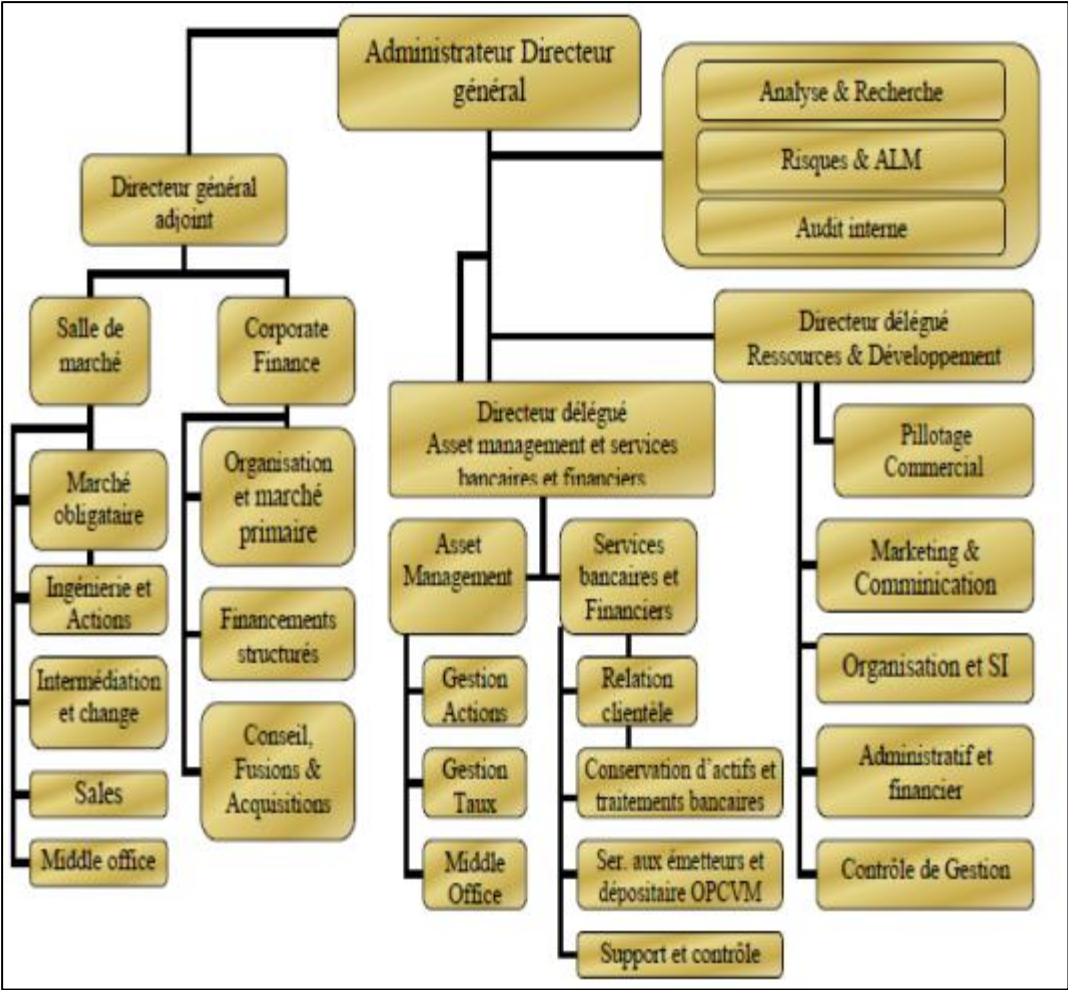 Administrateur Directeur
général
Analyse & Recherche
Risques & ALM
Audit interne
Directeur général
adjoint
Salle de
marché
Corporate
Finance
Directeur délégué
Ressources & Développement
Directeur délégué
Asset management et services
bancaires et financiers
Pillotage
Commercial
Marché
obligataire
Organisation
et marché
primaire
Asset
Management
Services
bancaires et
Financiers
Marketing &
Comminication
Ingénierie et
Actions
Financements
structurés
Organisation et SI
Intermédiation
et change
Gestion
Actions
Relation
clientèle
Conseil,
Fusions &
Acquisitions
Gestion
Taux
Conservation d'actifs et
traitements bancaires
Administratif et
financier
Sales
Middle office
Middle
Office
Ser. aux émetteurs et
dépositaire OPCVM
Contrôle de Gestion
Support et contrôle